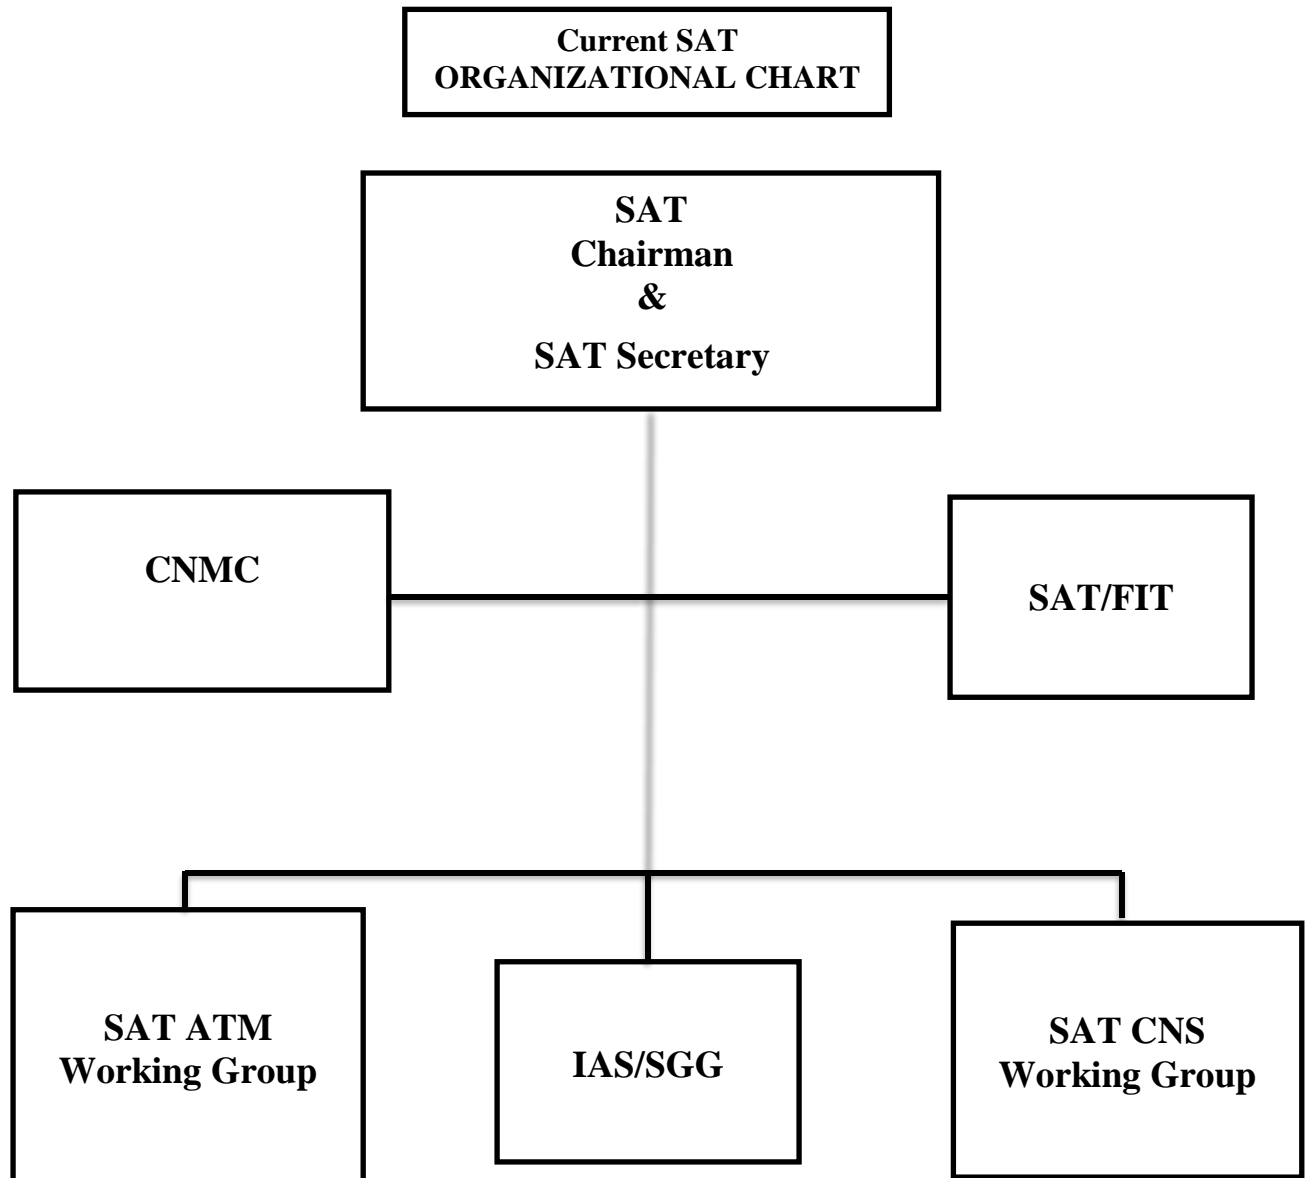 Current SAT
ORGANIZATIONAL CHART
SAT
Chairman
&
SAT Secretary
CNMC
SAT/FIT
SAT ATM
Working Group
IAS/SGG
SAT CNS
Working Group